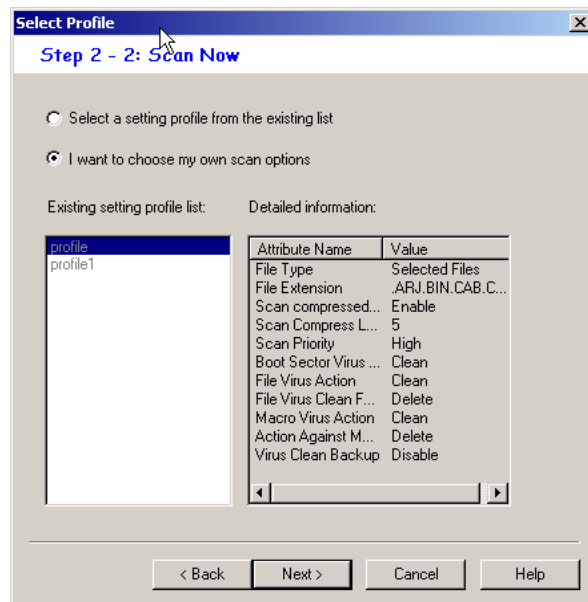 Select Profile
Step 2 - 2: Scan Now
Select a setting profile from the existing list
I want to choose my own scan options
Existing setting profile list:
Detailed information:
profile
profile1
Attribute Name Value
File Type Selected Files
File Extension .ARJ.BIN.CAB.C...
Scan compressed... Enable
Scan Compress L... 5
Scan Priority High
Boot Sector Virus ... Clean
File Virus Action Clean
File Virus Clean F... Delete
Macro Virus Action Clean
Action Against M... Delete
Virus Clean Backup Disable
< Back Next > Cancel Help